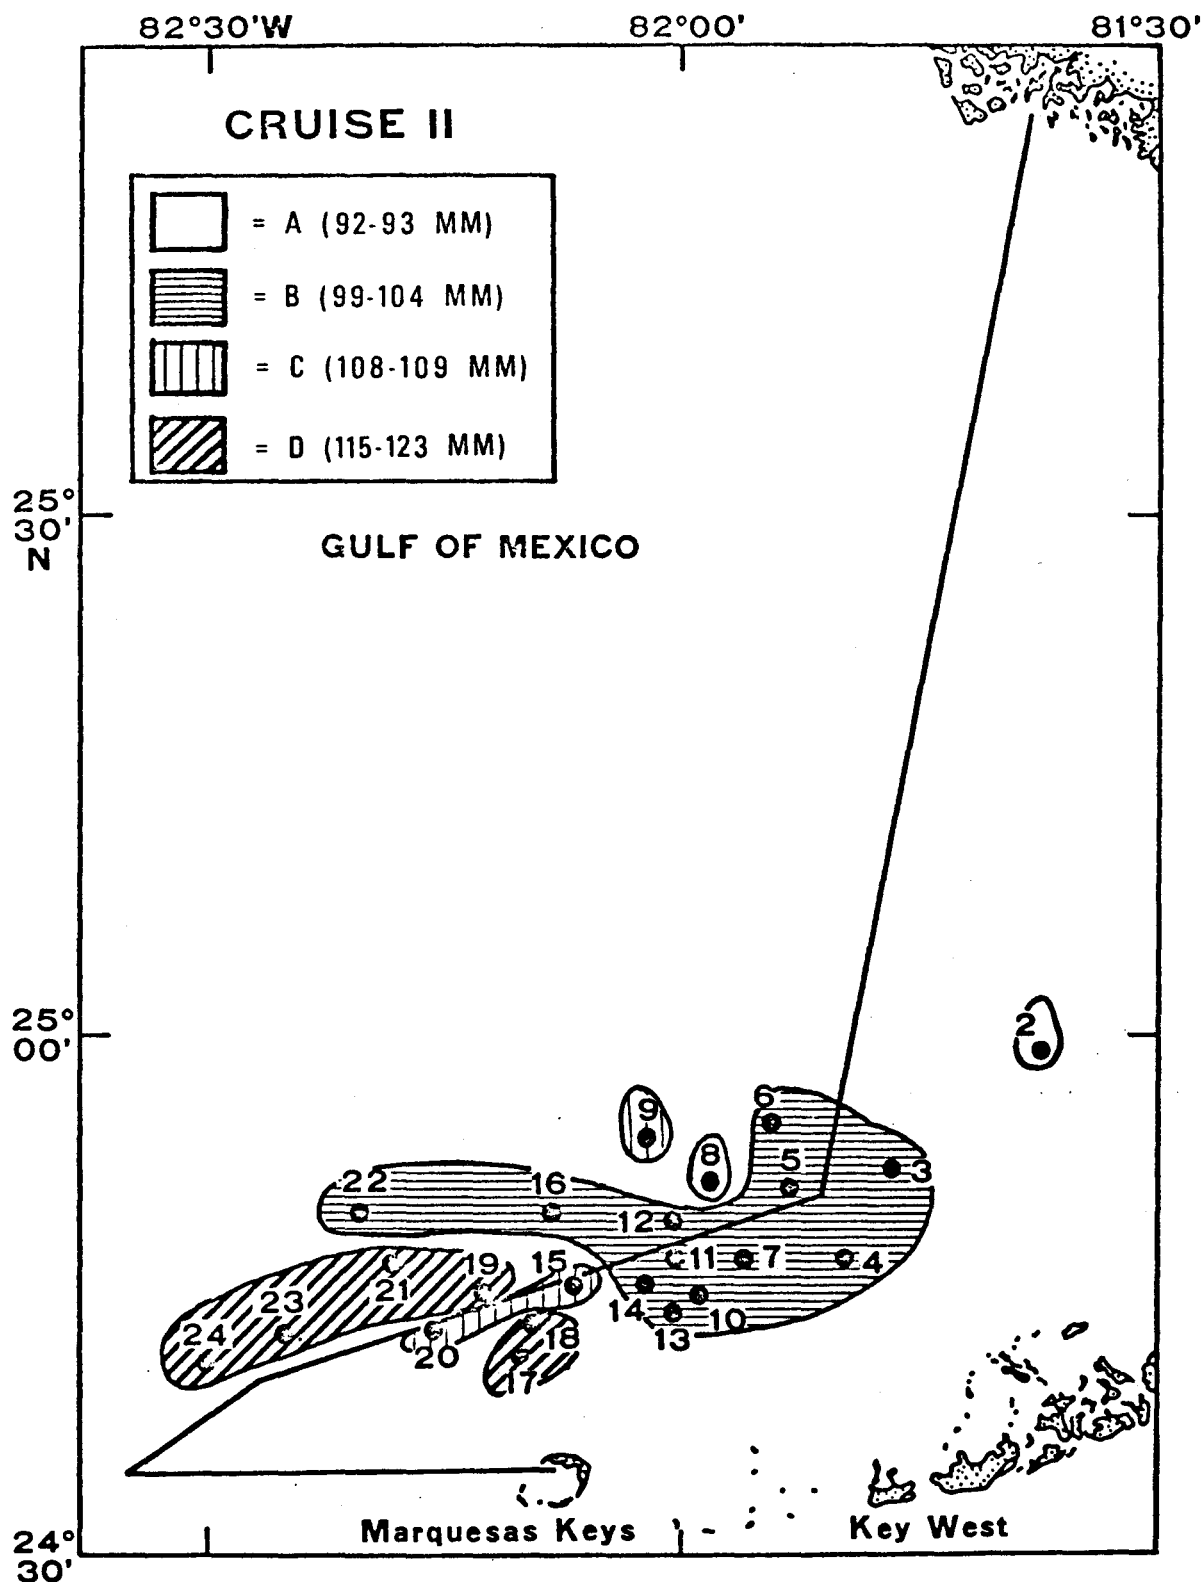 82°30'W 82°00' 81°30'
CRUISE II
= A (92-93 MM)
= B (99-104 MM)
= C (108-109 MM)
= D (115-123 MM)
25°
30'
N
GULF OF MEXICO
25°
00'
2
9
6
8
5
3
22
16
12
11
7
4
19
15
21
14
10
13
23
18
24
20
17
Marquesas Keys
Key West
24°
30'